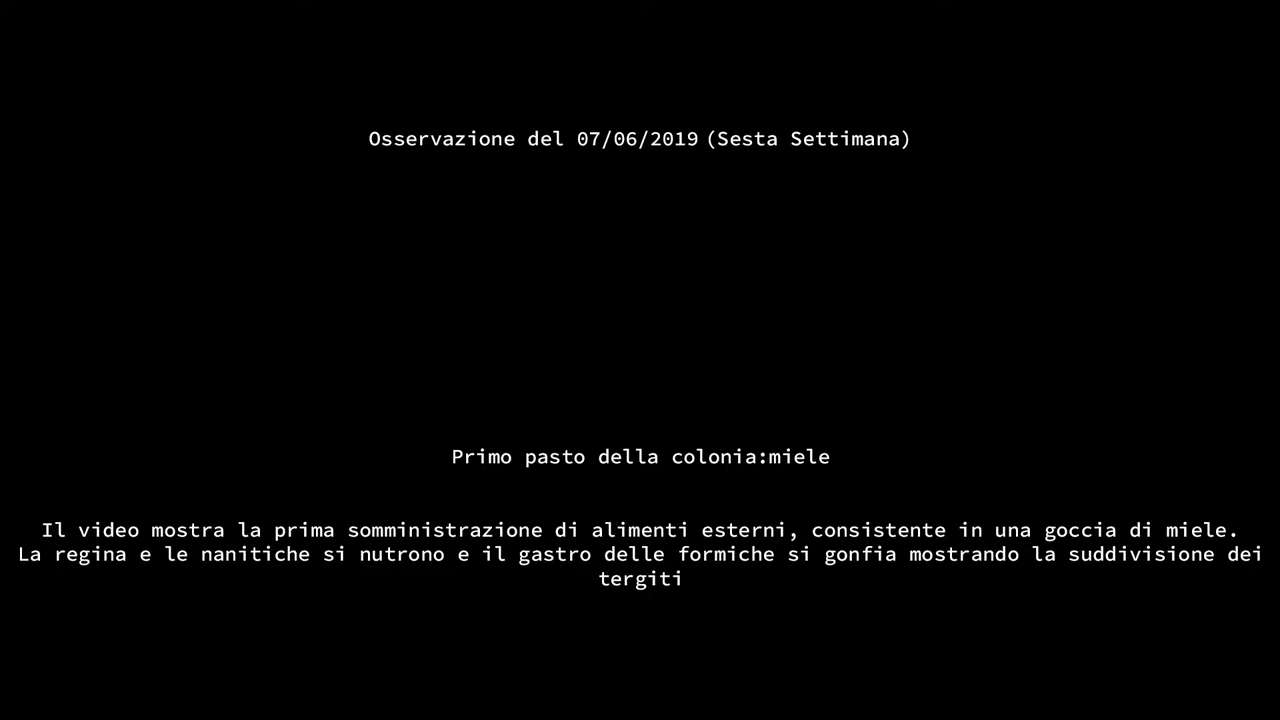 Osservazione del 07/06/2019 (Sesta Settimana)
Primo pasto della colonia:miele
Il video mostra la prima somministrazione di alimenti esterni, consistente in una goccia di miele.
La regina e le nanitiche si nutrono e il gastro delle formiche si gonfia mostrando la suddivisione dei
tergiti